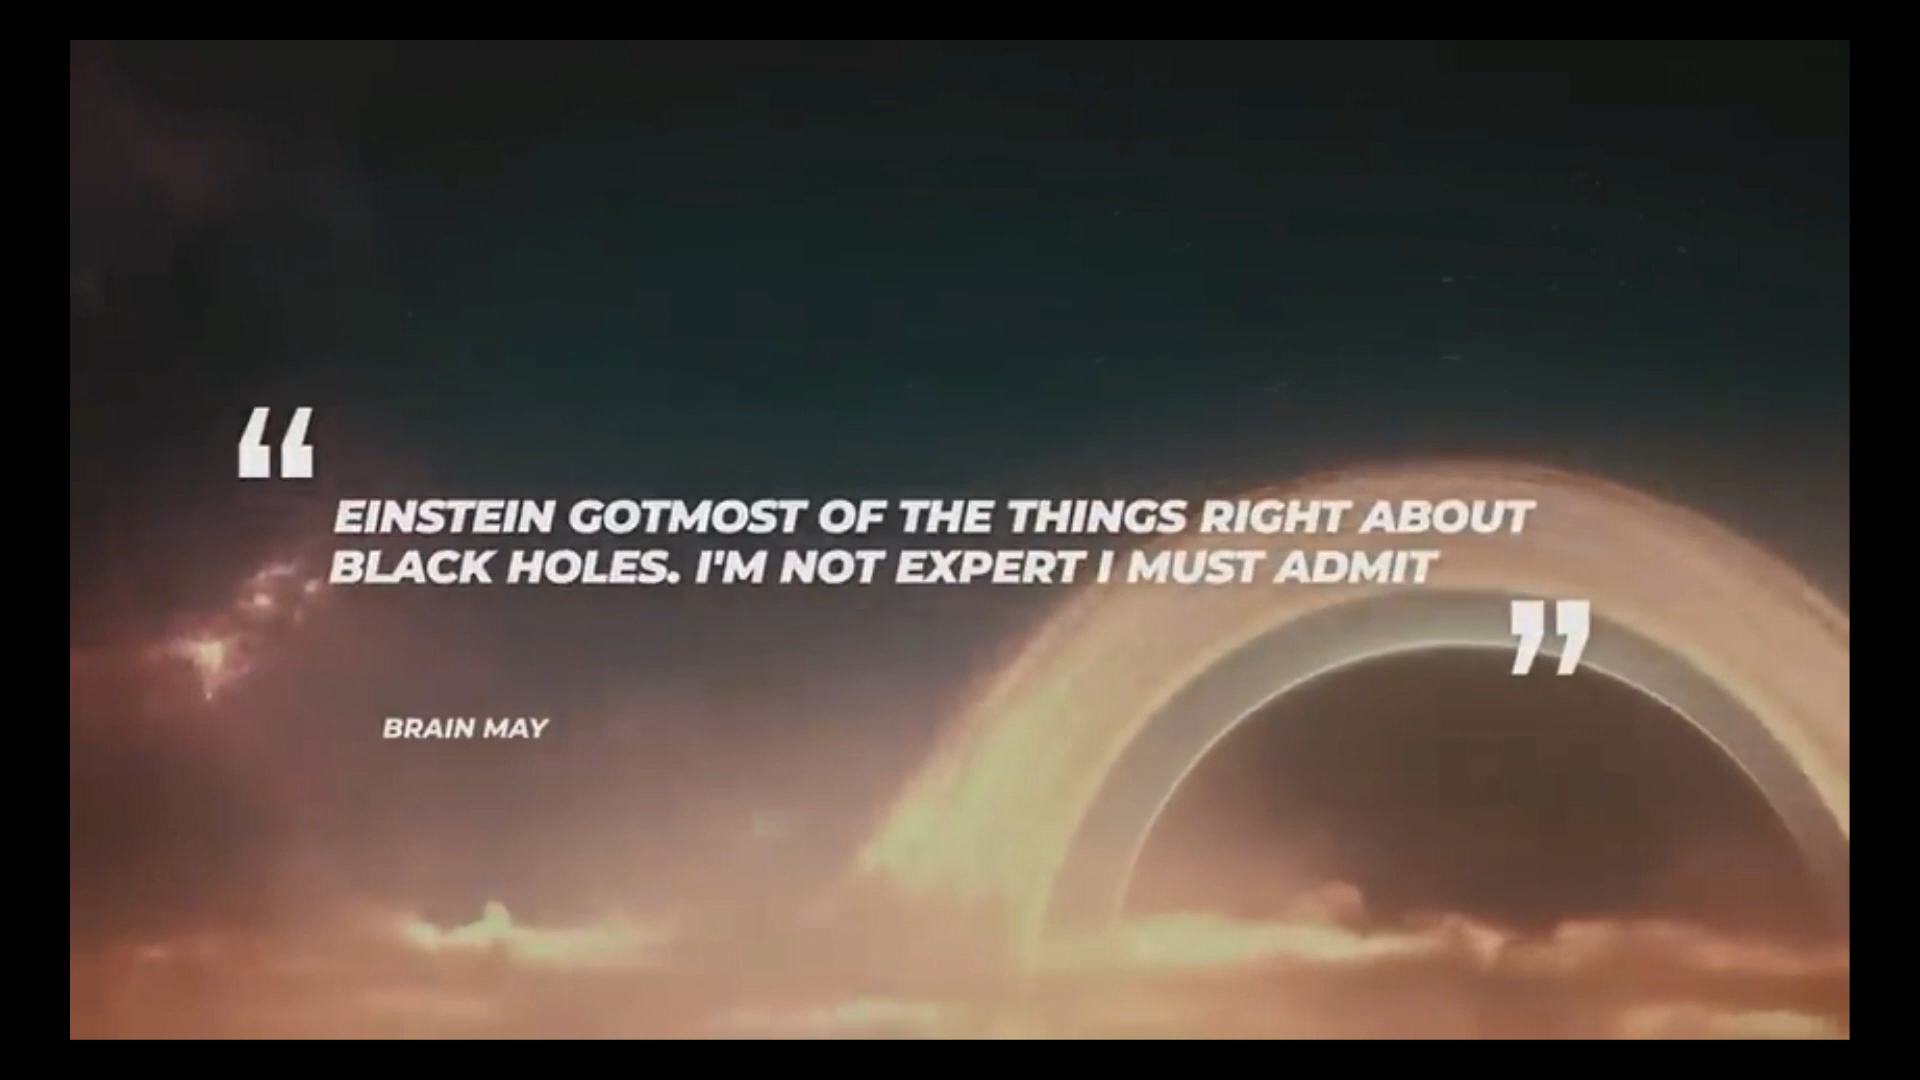 “
EINSTEIN GOTMOST OF THE THINGS RIGHT ABOUT
BLACK HOLES. I'M NOT EXPERT I MUST ADMIT
”
BRAIN MAY